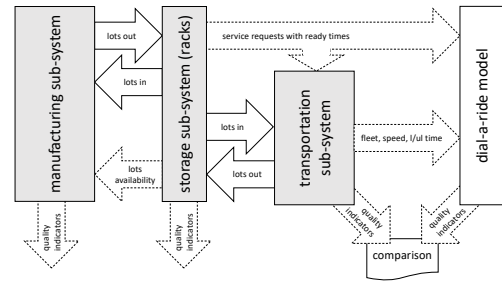 manufacturing sub-system
lots out
lots in
lots
availability
quality
indicators
storage sub-system (racks)
quality
indicators
service requests with ready times
lots in
lots out
transportation
sub-system
fleet, speed, l/ul time
quality
indicators
dial-a-ride model
quality
indicators
comparison